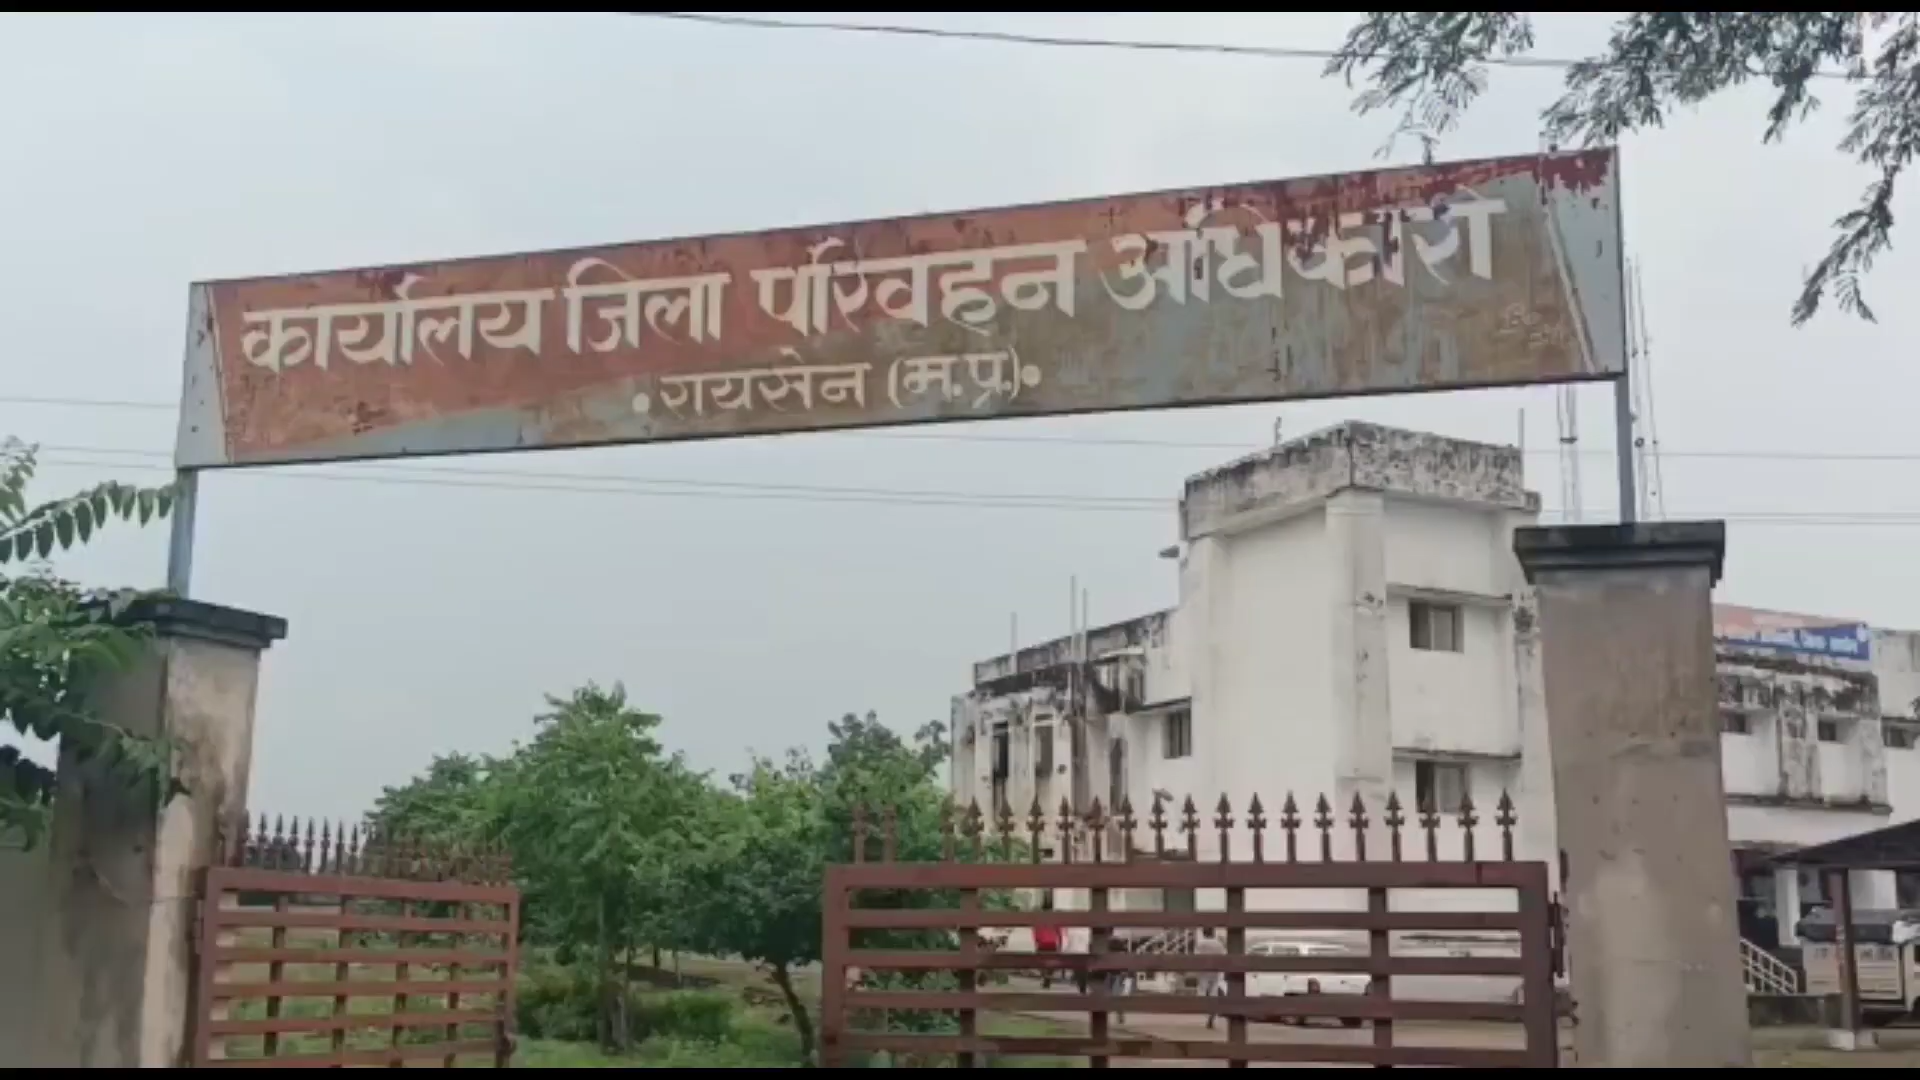 कार्यालय जिला परिवहन अधिकारी
• रायसेन (म.प्र.) •